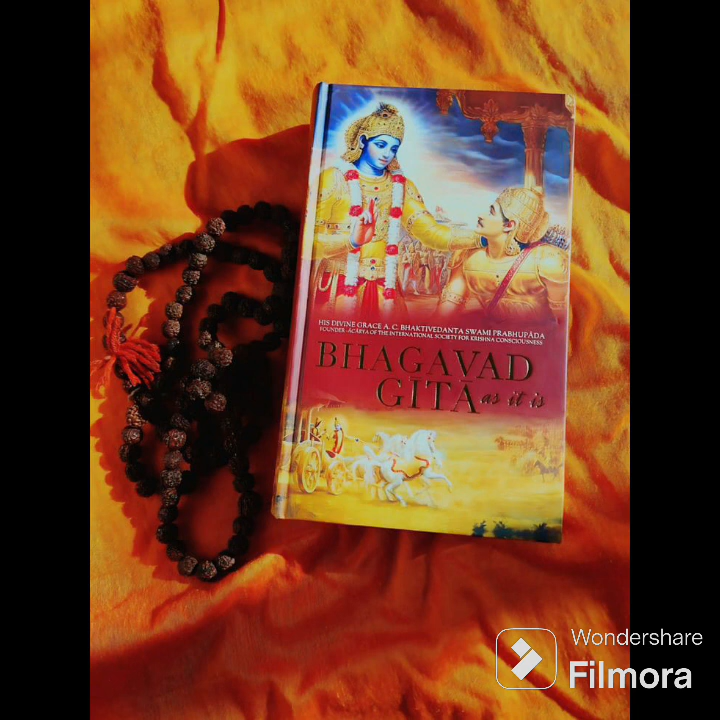 HIS DIVINE GRACE A. C. BHAKTIVEDANTA SWAMI PRABHUPĀDA
FOUNDER-ĀCĀRYA OF THE INTERNATIONAL SOCIETY FOR KRISHNA CONSCIOUSNESS
BHAGAVAD
GĪTĀ as it is
Wondershare
Filmora